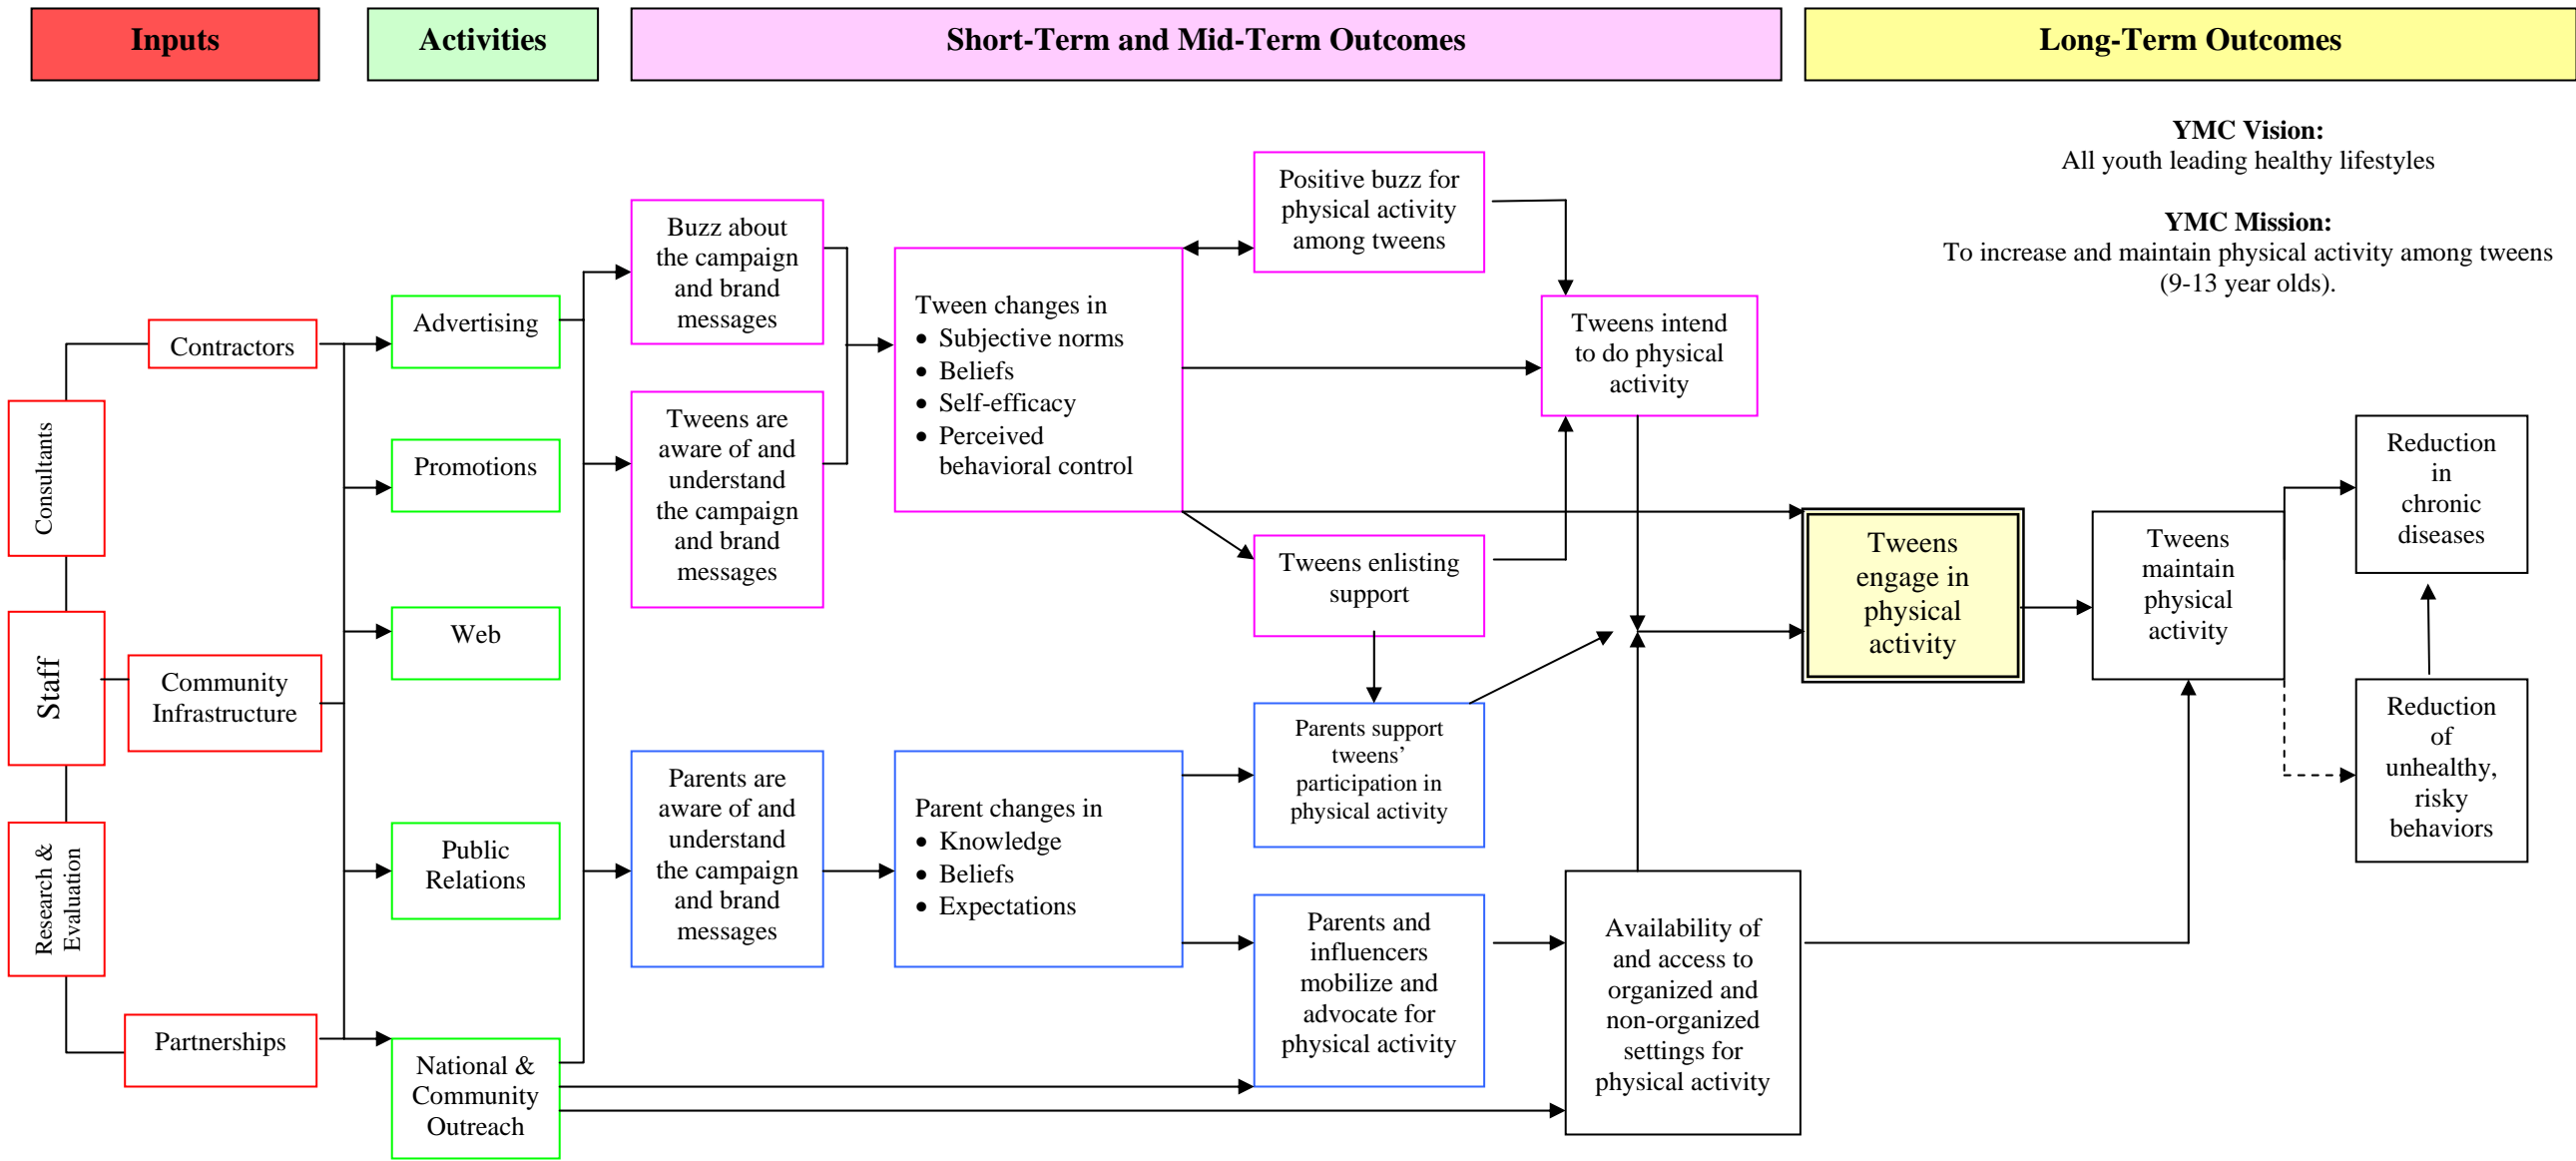 Inputs
Activities
Short-Term and Mid-Term Outcomes
Long-Term Outcomes
YMC Vision:
All youth leading healthy lifestyles
YMC Mission:
To increase and maintain physical activity among tweens
(9-13 year olds).
Consultants
Staff
Research &
Evaluation
Contractors
Community
Infrastructure
Partnerships
Advertising
Promotions
Web
Public
Relations
National &
Community
Outreach
Buzz about
the campaign
and brand
messages
Tweens are
aware of and
understand
the campaign
and brand
messages
Parents are
aware of and
understand
the campaign
and brand
messages
Tween changes in
• Subjective norms
• Beliefs
• Self-efficacy
• Perceived
behavioral control
Parent changes in
• Knowledge
• Beliefs
• Expectations
Positive buzz for
physical activity
among tweens
Tweens enlisting
support
Parents support
tweens’
participation in
physical activity
Parents and
influencers
mobilize and
advocate for
physical activity
Tweens intend
to do physical
activity
Availability of
and access to
organized and
non-organized
settings for
physical activity
Tweens
engage in
physical
activity
Tweens
maintain
physical
activity
Reduction
in
chronic
diseases
Reduction
of
unhealthy,
risky
behaviors